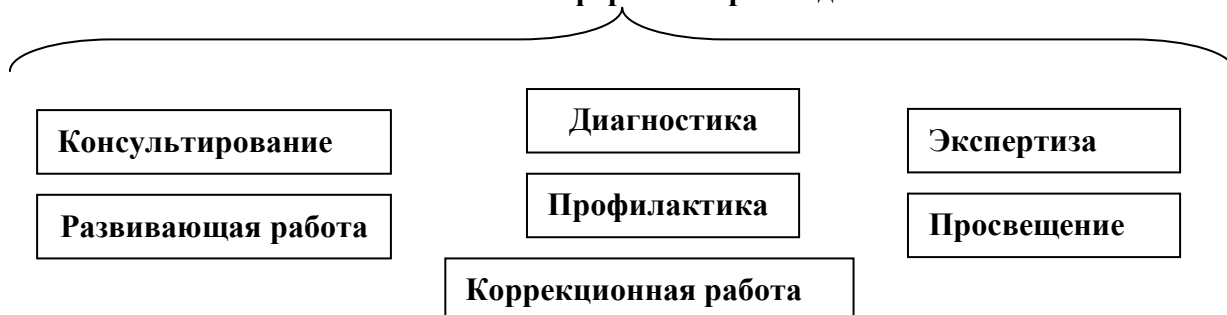 Консультирование
Диагностика
Экспертиза
Развивающая работа
Профилактика
Просвещение
Коррекционная работа